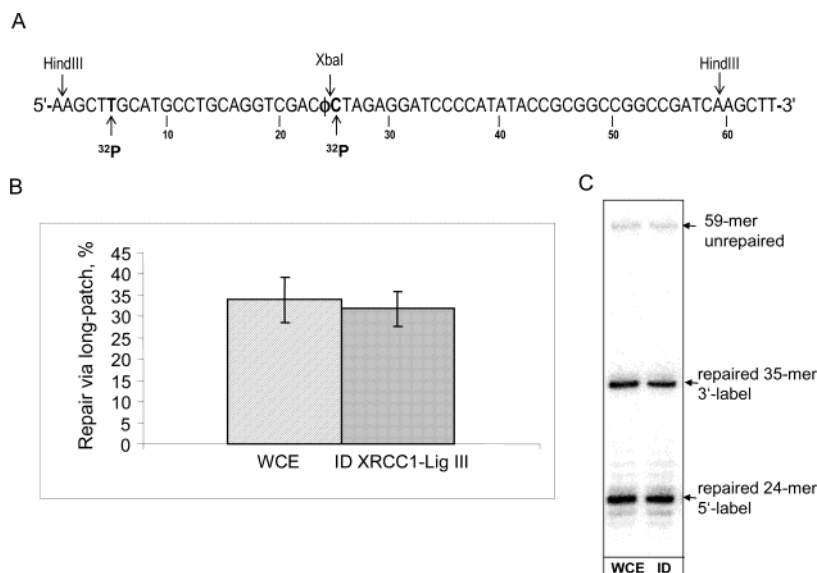 A
HindIII XbaI HindIII
5'-AAGCTTGCATGCCTGCAGGTCGACϕCTAGAGGATCCCCATATACCGCGGCCGGCCGATCAAGCTT-3'
10 20 30 40 50 60
32P 32P
B
Repair via long-patch, %
45
40
35
30
25
20
15
10
5
0
WCE ID XRCC1-Lig III
C
59-mer
unrepaired
repaired 35-mer
3'-label
repaired 24-mer
5'-label
WCE ID